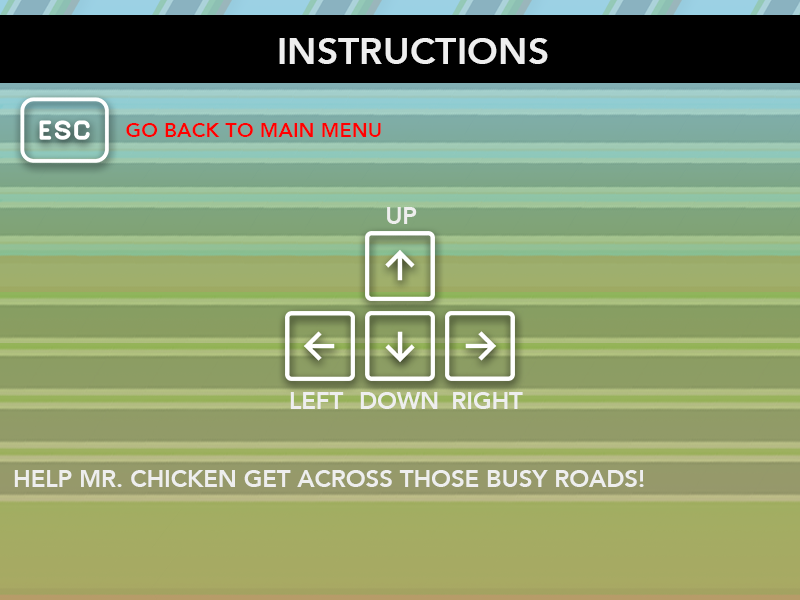 INSTRUCTIONS
ESC GO BACK TO MAIN MENU
UP
LEFT DOWN RIGHT
HELP MR. CHICKEN GET ACROSS THOSE BUSY ROADS!